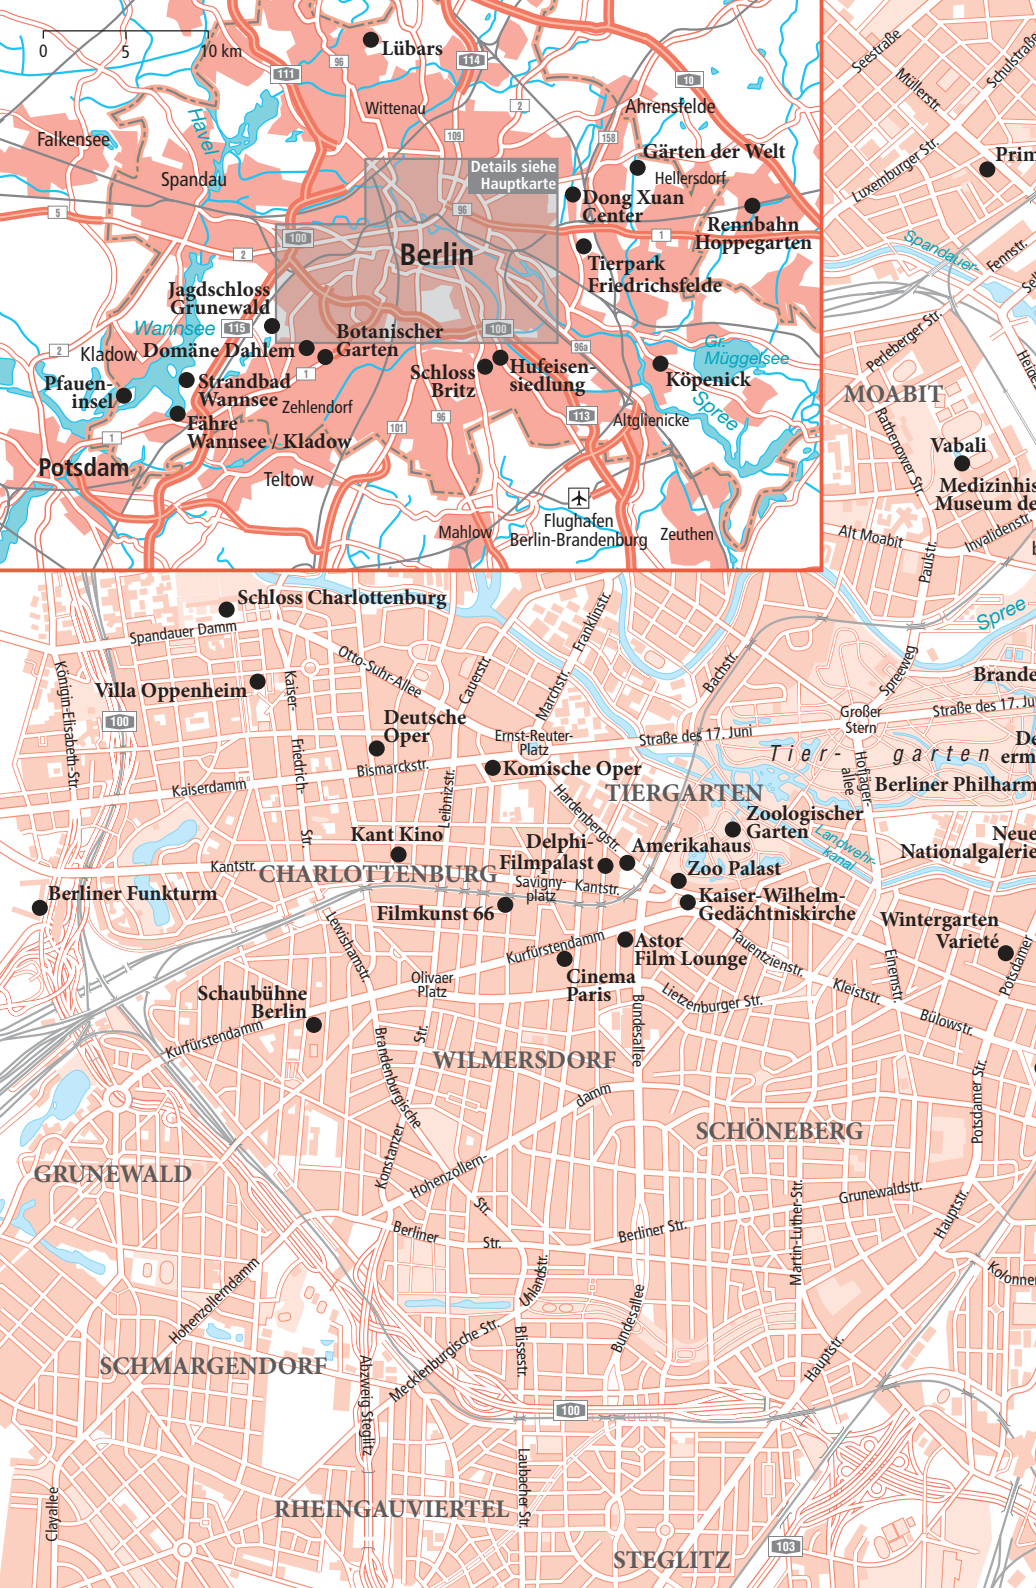 0 5 10 km
Lübars
111
96
114
10
Wittenau
2
Ahrensfelde
Havel
Falkensee
109
158
Gärten der Welt
Details siehe
Hauptkarte
Spandau
Hellersdorf
Dong Xuan
Center
5
96
Rennbahn
Hoppegarten
100
1
2
Berlin
Tierpark
Friedrichsfelde
Jagdschloss
Grunewald
Wannsee
115
Botanischer
Garten
100
96a
Gr.
Müggelsee
2
Kladow
Domäne Dahlem
Schloss
Britz
Hufeisen-
siedlung
Köpenick
Pfauen-
insel
Strandbad
Wannsee
1
Zehlendorf
Spree
Fähre
Wannsee / Kladow
96
113
Altglienicke
101
1
Potsdam
Teltow
Mahlow
Flughafen
Berlin-Brandenburg
Zeuthen
Seestraße
Schulstraße
Müllerstr.
Luxemburger Str.
Prim
Spandauer-
Fennstr.
Sel
Perleberger Str.
Heide
MOABIT
Rathenower Str.
Vabali
Medizinhis
Museum de
Alt Moabit
Invalidenstr.
Paulstr.
b
Schloss Charlottenburg
Spandauer Damm
Franklinstr.
Spree
Otto-Suhr-Allee
Cauerstr.
Marchstr.
Bachstr.
Spreeweg
Königin-Elisabeth-Str.
Villa Oppenheim
Kaiser-
Friedrich-
Str.
Brande
100
Deutsche
Oper
Ernst-Reuter-
Platz
Straße des 17. Juni
Großer
Stern
Straße des 17. Ju
Tier- garten
De
erm
Bismarckstr.
Komische Oper
Kaiserdamm
Leibnizstr.
Hardenbergstr.
TIERGARTEN
Hofjäger-
allee
Berliner Philharm
Zoologischer
Garten
Landwehr-
kanal
Neue
Nationalgalerie
Kant Kino
Delphi-
Filmpalast
Amerikahaus
Kantstr.
CHARLOTTENBURG
Savigny-
platz
Kantstr.
Zoo Palast
Berliner Funkturm
Filmkunst 66
Kaiser-Wilhelm-
Gedächtniskirche
Wintergarten
Varieté
Lewishamstr.
Kurfürstendamm
Astor
Film Lounge
Tauentzienstr.
Cinema
Paris
Olivaer
Platz
Einemstr.
Potsdamer
Schaubühne
Berlin
Lietzenburger Str.
Kleiststr.
Bülowstr.
Kurfürstendamm
Bundesallee
Brandenburgische
Str.
WILMERSDORF
Potsdamer Str.
damm
SCHÖNEBERG
Konstanzer
Hohenzollern-
GRUNEWALD
Str.
Martin-Luther-Str.
Grunewaldstr.
Hauptstr.
Berliner
Str.
Berliner Str.
Uhlandstr.
Kolonnen
Hohenzollerndamm
Bundesallee
Mecklenburgische Str.
Blissestr.
Hauptstr.
SCHMARGENDORF
Abzweig Steglitz
100
Laubacher Str.
Clayallee
RHEINGAUVIERTEL
103
STEGLITZ